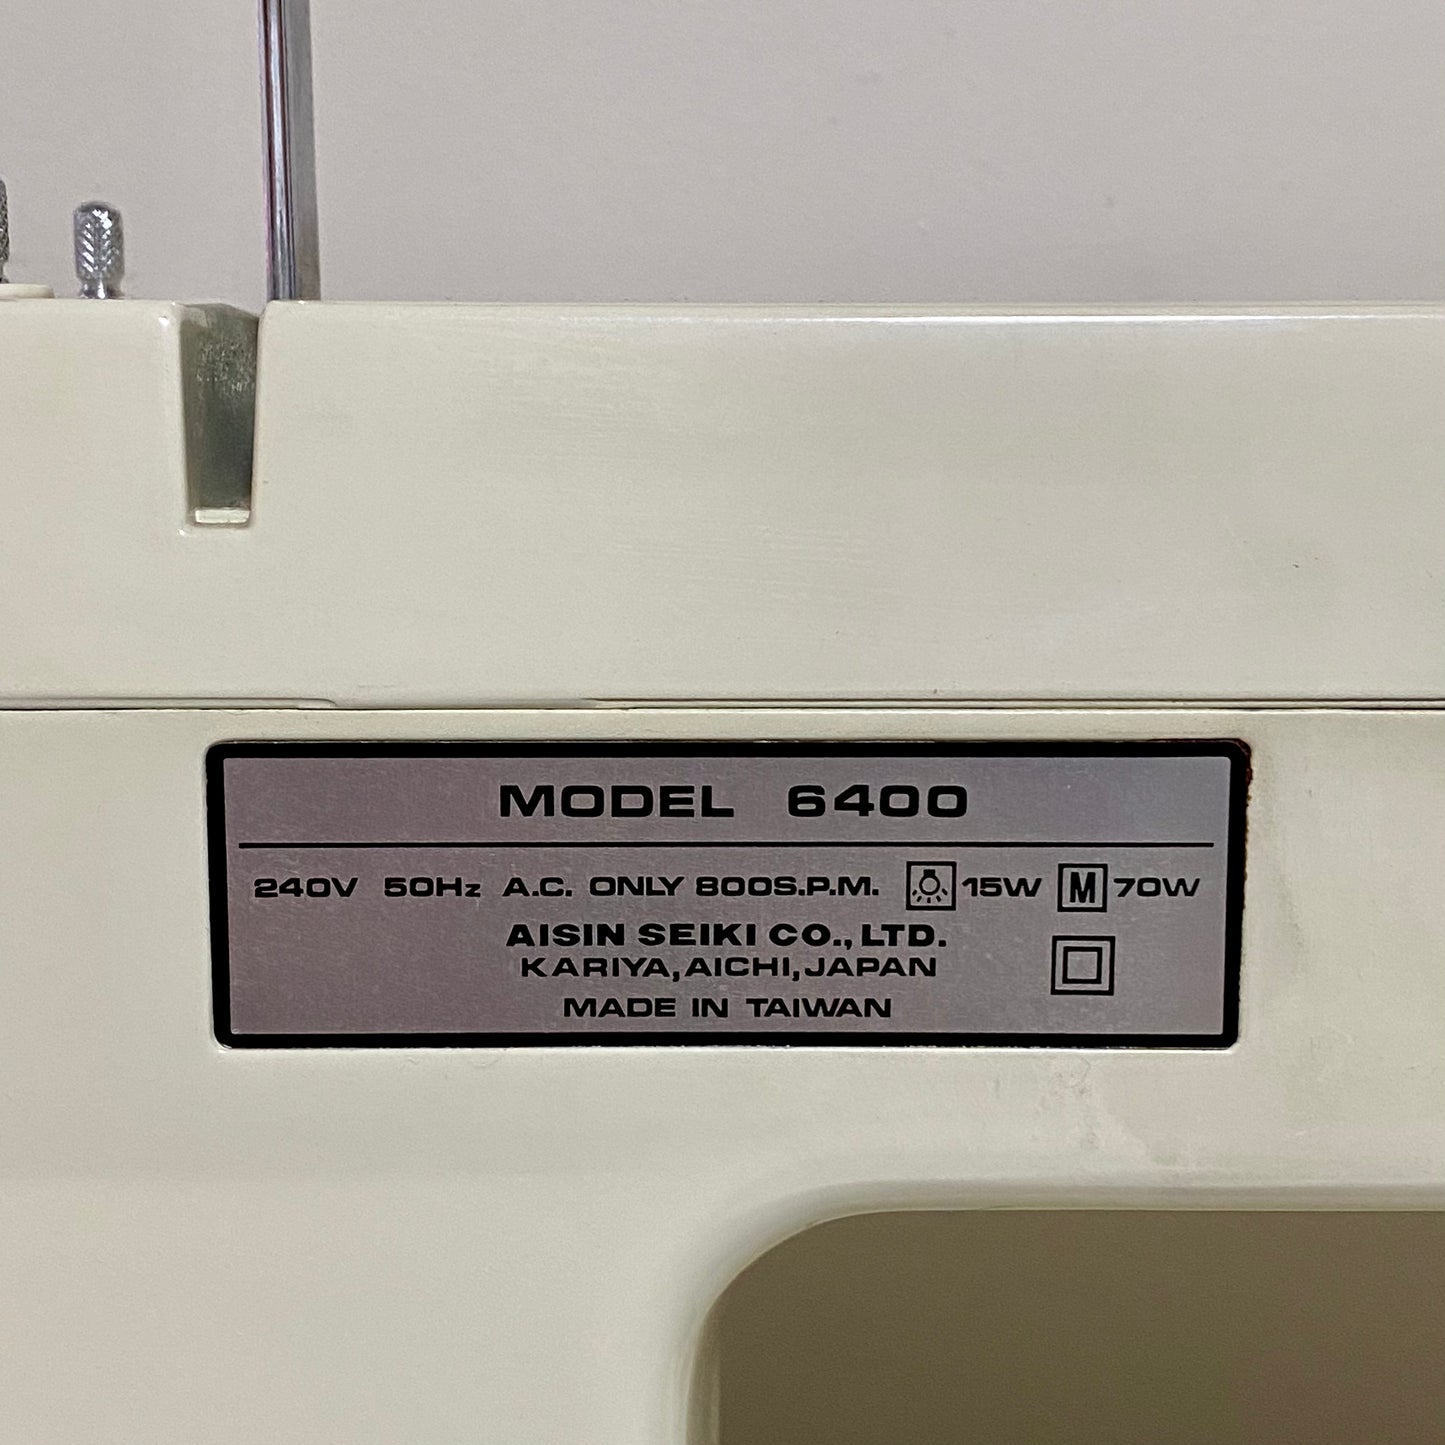 MODEL 6400
240V 50Hz A.C. ONLY 800S.P.M. 15W M 70W
AISIN SEIKI CO., LTD.
KARIYA, AICHI, JAPAN
MADE IN TAIWAN